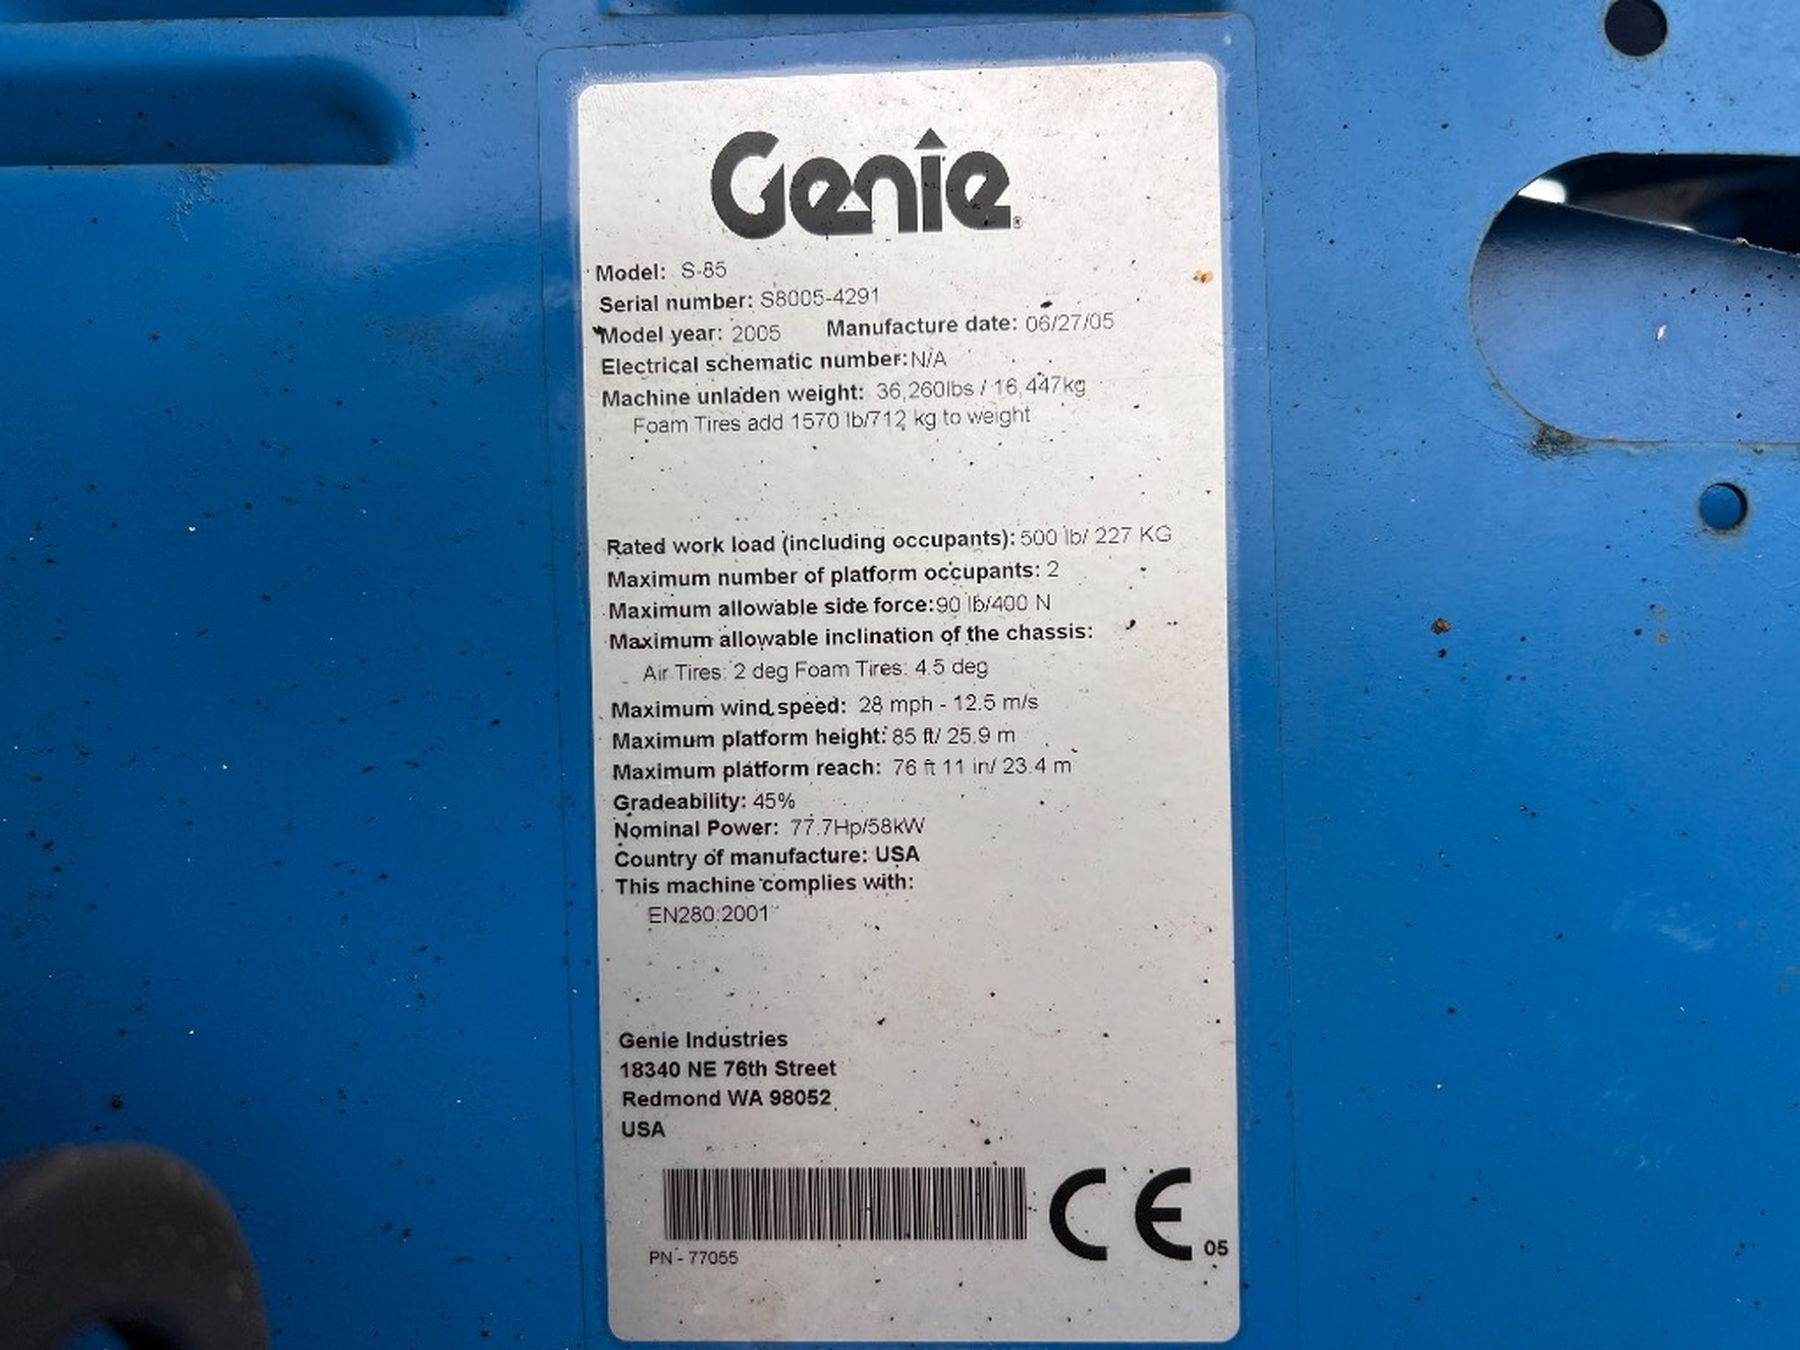 Genie®
Model: S-85
Serial number: S8005-4291
Model year: 2005 Manufacture date: 06/27/05
Electrical schematic number: N/A
Machine unladen weight: 36,260lbs / 16,447kg
Foam Tires add 1570 lb/712 kg to weight
Rated work load (including occupants): 500 lb/ 227 KG
Maximum number of platform occupants: 2
Maximum allowable side force: 90 lb/400 N
Maximum allowable inclination of the chassis:
Air Tires: 2 deg Foam Tires: 4.5 deg
Maximum wind speed: 28 mph - 12.5 m/s
Maximum platform height: 85 ft/ 25.9 m
Maximum platform reach: 76 ft 11 in/ 23.4 m
Gradeability: 45%
Nominal Power: 77.7Hp/58kW
Country of manufacture: USA
This machine complies with:
EN280:2001
Genie Industries
18340 NE 76th Street
Redmond WA 98052
USA
CE 05
PN - 77055